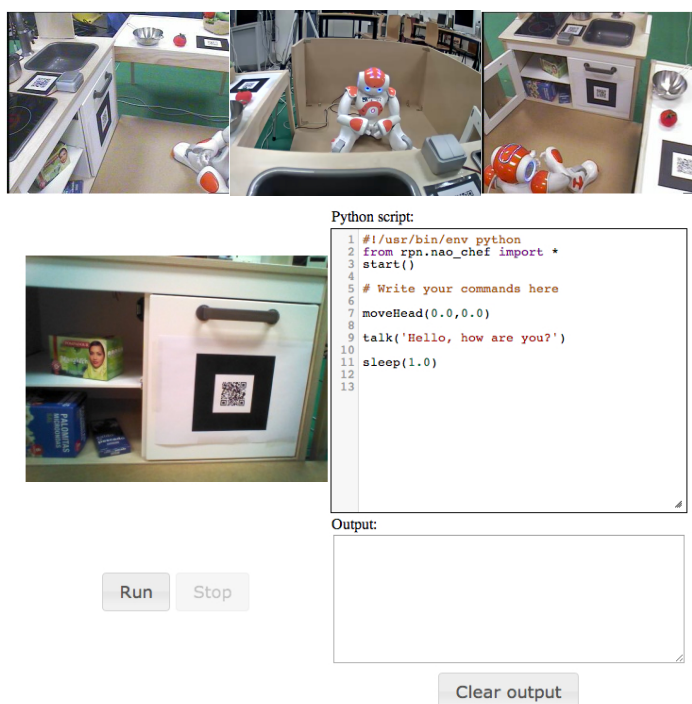 Python script:
1 #!/usr/bin/env python
2 from rpn.nao_chef import *
3 start()
4
5 # Write your commands here
6
7 moveHead(0.0,0.0)
8
9 talk('Hello, how are you?')
10
11 sleep(1.0)
12
13
PALOMITAS
Output:
Run
Stop
Clear output